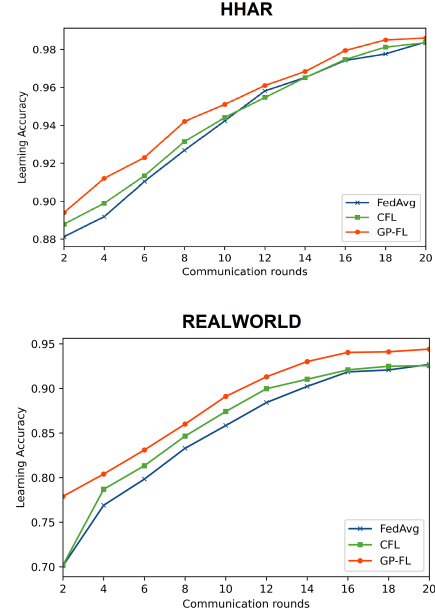 HHAR
Learning Accuracy
0.98
0.96
0.94
0.92
0.90
0.88
FedAvg
CFL
GP-FL
2 4 6 8 10 12 14 16 18 20
Communication rounds
REALWORLD
Learning Accuracy
0.95
0.90
0.85
0.80
0.75
0.70
FedAvg
CFL
GP-FL
2 4 6 8 10 12 14 16 18 20
Communication rounds